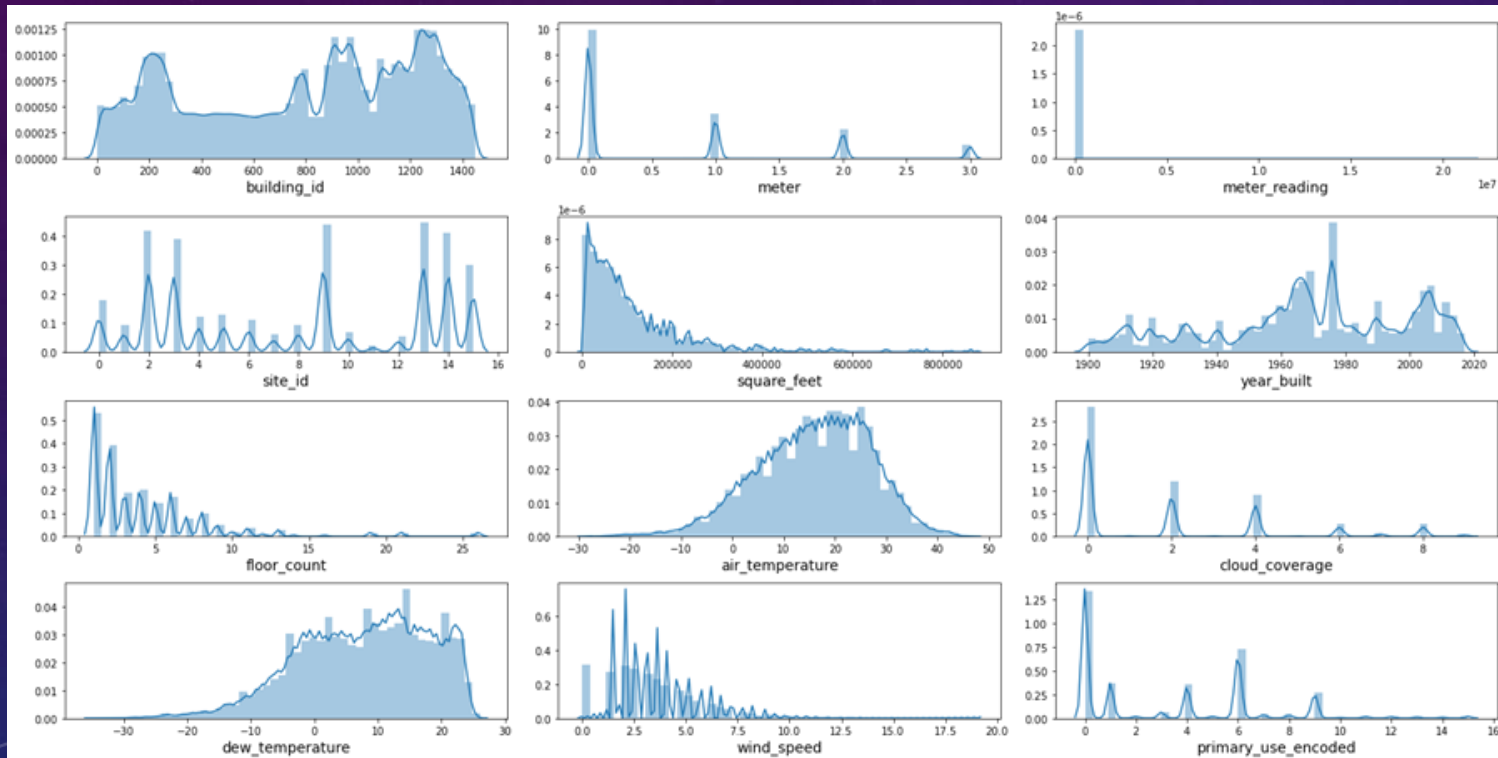 0.00125
0.00100
0.00075
0.00050
0.00025
0.00000
0 200 400 600 800 1000 1200 1400
building_id
10
8
6
4
2
0
0.0 0.5 1.0 1.5 2.0 2.5 3.0
meter
1e-6
2.0
1.5
1.0
0.5
0.0
0.0 0.5 1.0 1.5 2.0
1e7
meter_reading
0.4
0.3
0.2
0.1
0.0
0 2 4 6 8 10 12 14 16
site_id
1e-6
8
6
4
2
0
0 200000 400000 600000 800000
square_feet
0.04
0.03
0.02
0.01
0.00
1900 1920 1940 1960 1980 2000 2020
year_built
0.5
0.4
0.3
0.2
0.1
0.0
0 5 10 15 20 25
floor_count
0.04
0.03
0.02
0.01
0.00
−30 −20 −10 0 10 20 30 40 50
air_temperature
2.5
2.0
1.5
1.0
0.5
0.0
0 2 4 6 8
cloud_coverage
0.04
0.03
0.02
0.01
0.00
−30 −20 −10 0 10 20 30
dew_temperature
0.6
0.4
0.2
0.0
0.0 2.5 5.0 7.5 10.0 12.5 15.0 17.5 20.0
wind_speed
1.25
1.00
0.75
0.50
0.25
0.00
0 2 4 6 8 10 12 14 16
primary_use_encoded